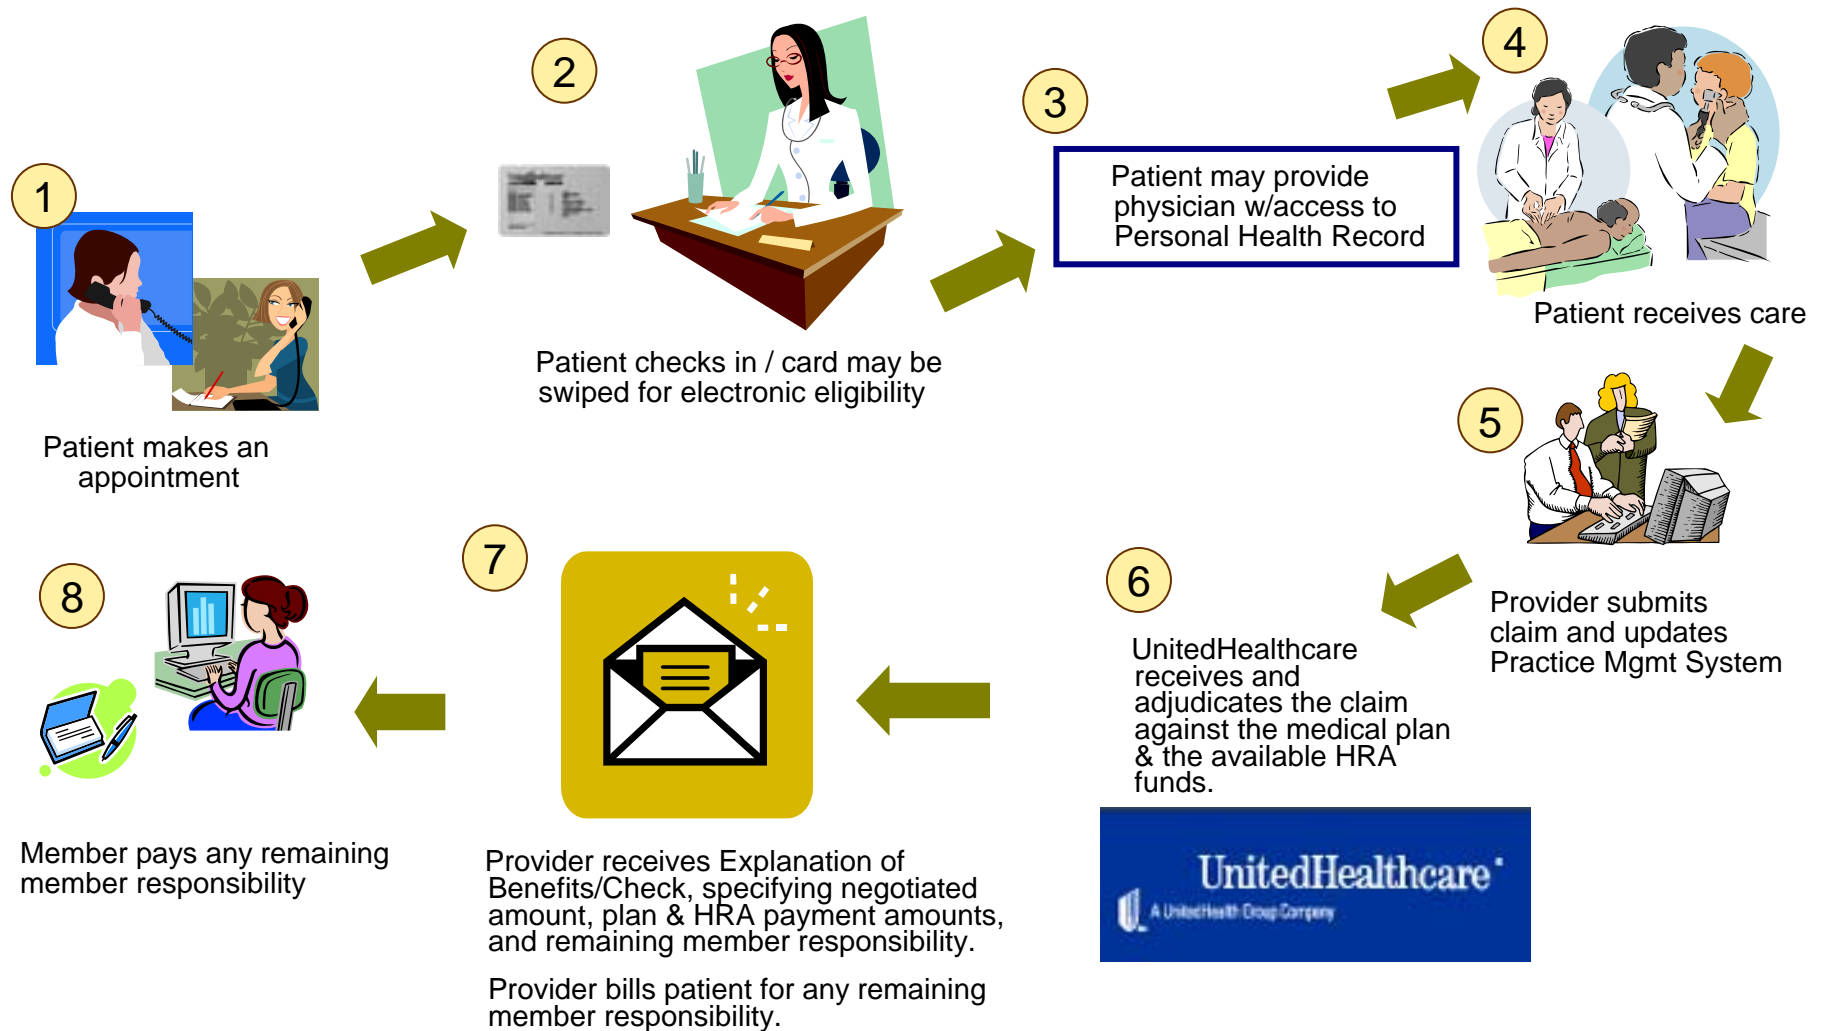 1
Patient makes an
appointment
2
Patient checks in / card may be
swiped for electronic eligibility
3
Patient may provide
physician w/access to
Personal Health Record
4
Patient receives care
5
Provider submits
claim and updates
Practice Mgmt System
6
UnitedHealthcare
receives and
adjudicates the claim
against the medical plan
& the available HRA
funds.
UnitedHealthcare
A UnitedHealth Group Company
7
Provider receives Explanation of
Benefits/Check, specifying negotiated
amount, plan & HRA payment amounts,
and remaining member responsibility.
Provider bills patient for any remaining
member responsibility.
8
Member pays any remaining
member responsibility